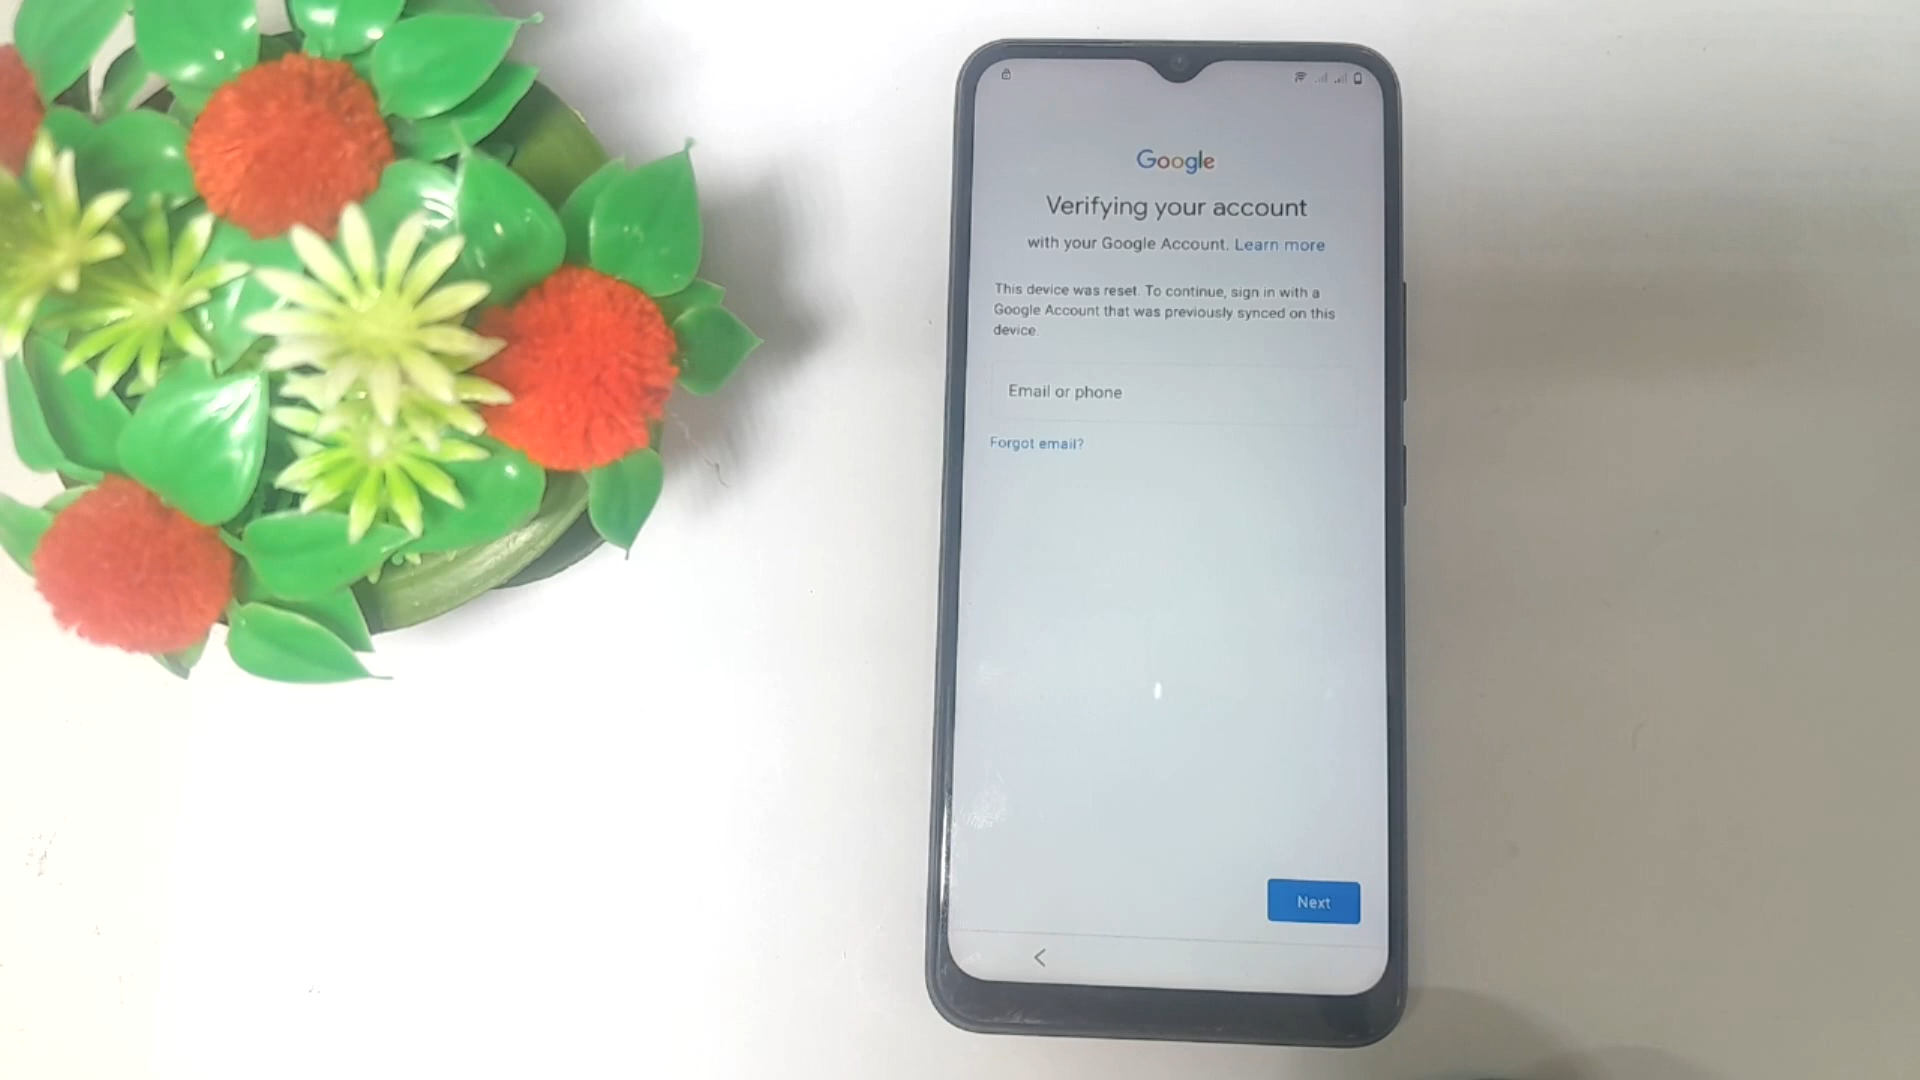 Google
Verifying your account
with your Google Account. Learn more
This device was reset. To continue, sign in with a
Google Account that was previously synced on this
device.
Email or phone
Forgot email?
Next